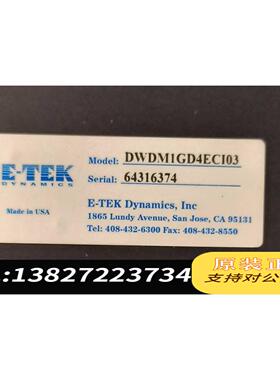 E-TEK
DYNAMICS
Model: DWDM1GD4ECI03
Serial: 64316374
Made in USA
E-TEK Dynamics, Inc
1865 Lundy Avenue, San Jose, CA 95131
Tel: 408-432-6300 Fax: 408-432-8550
:13827223734
原装正
支持对公